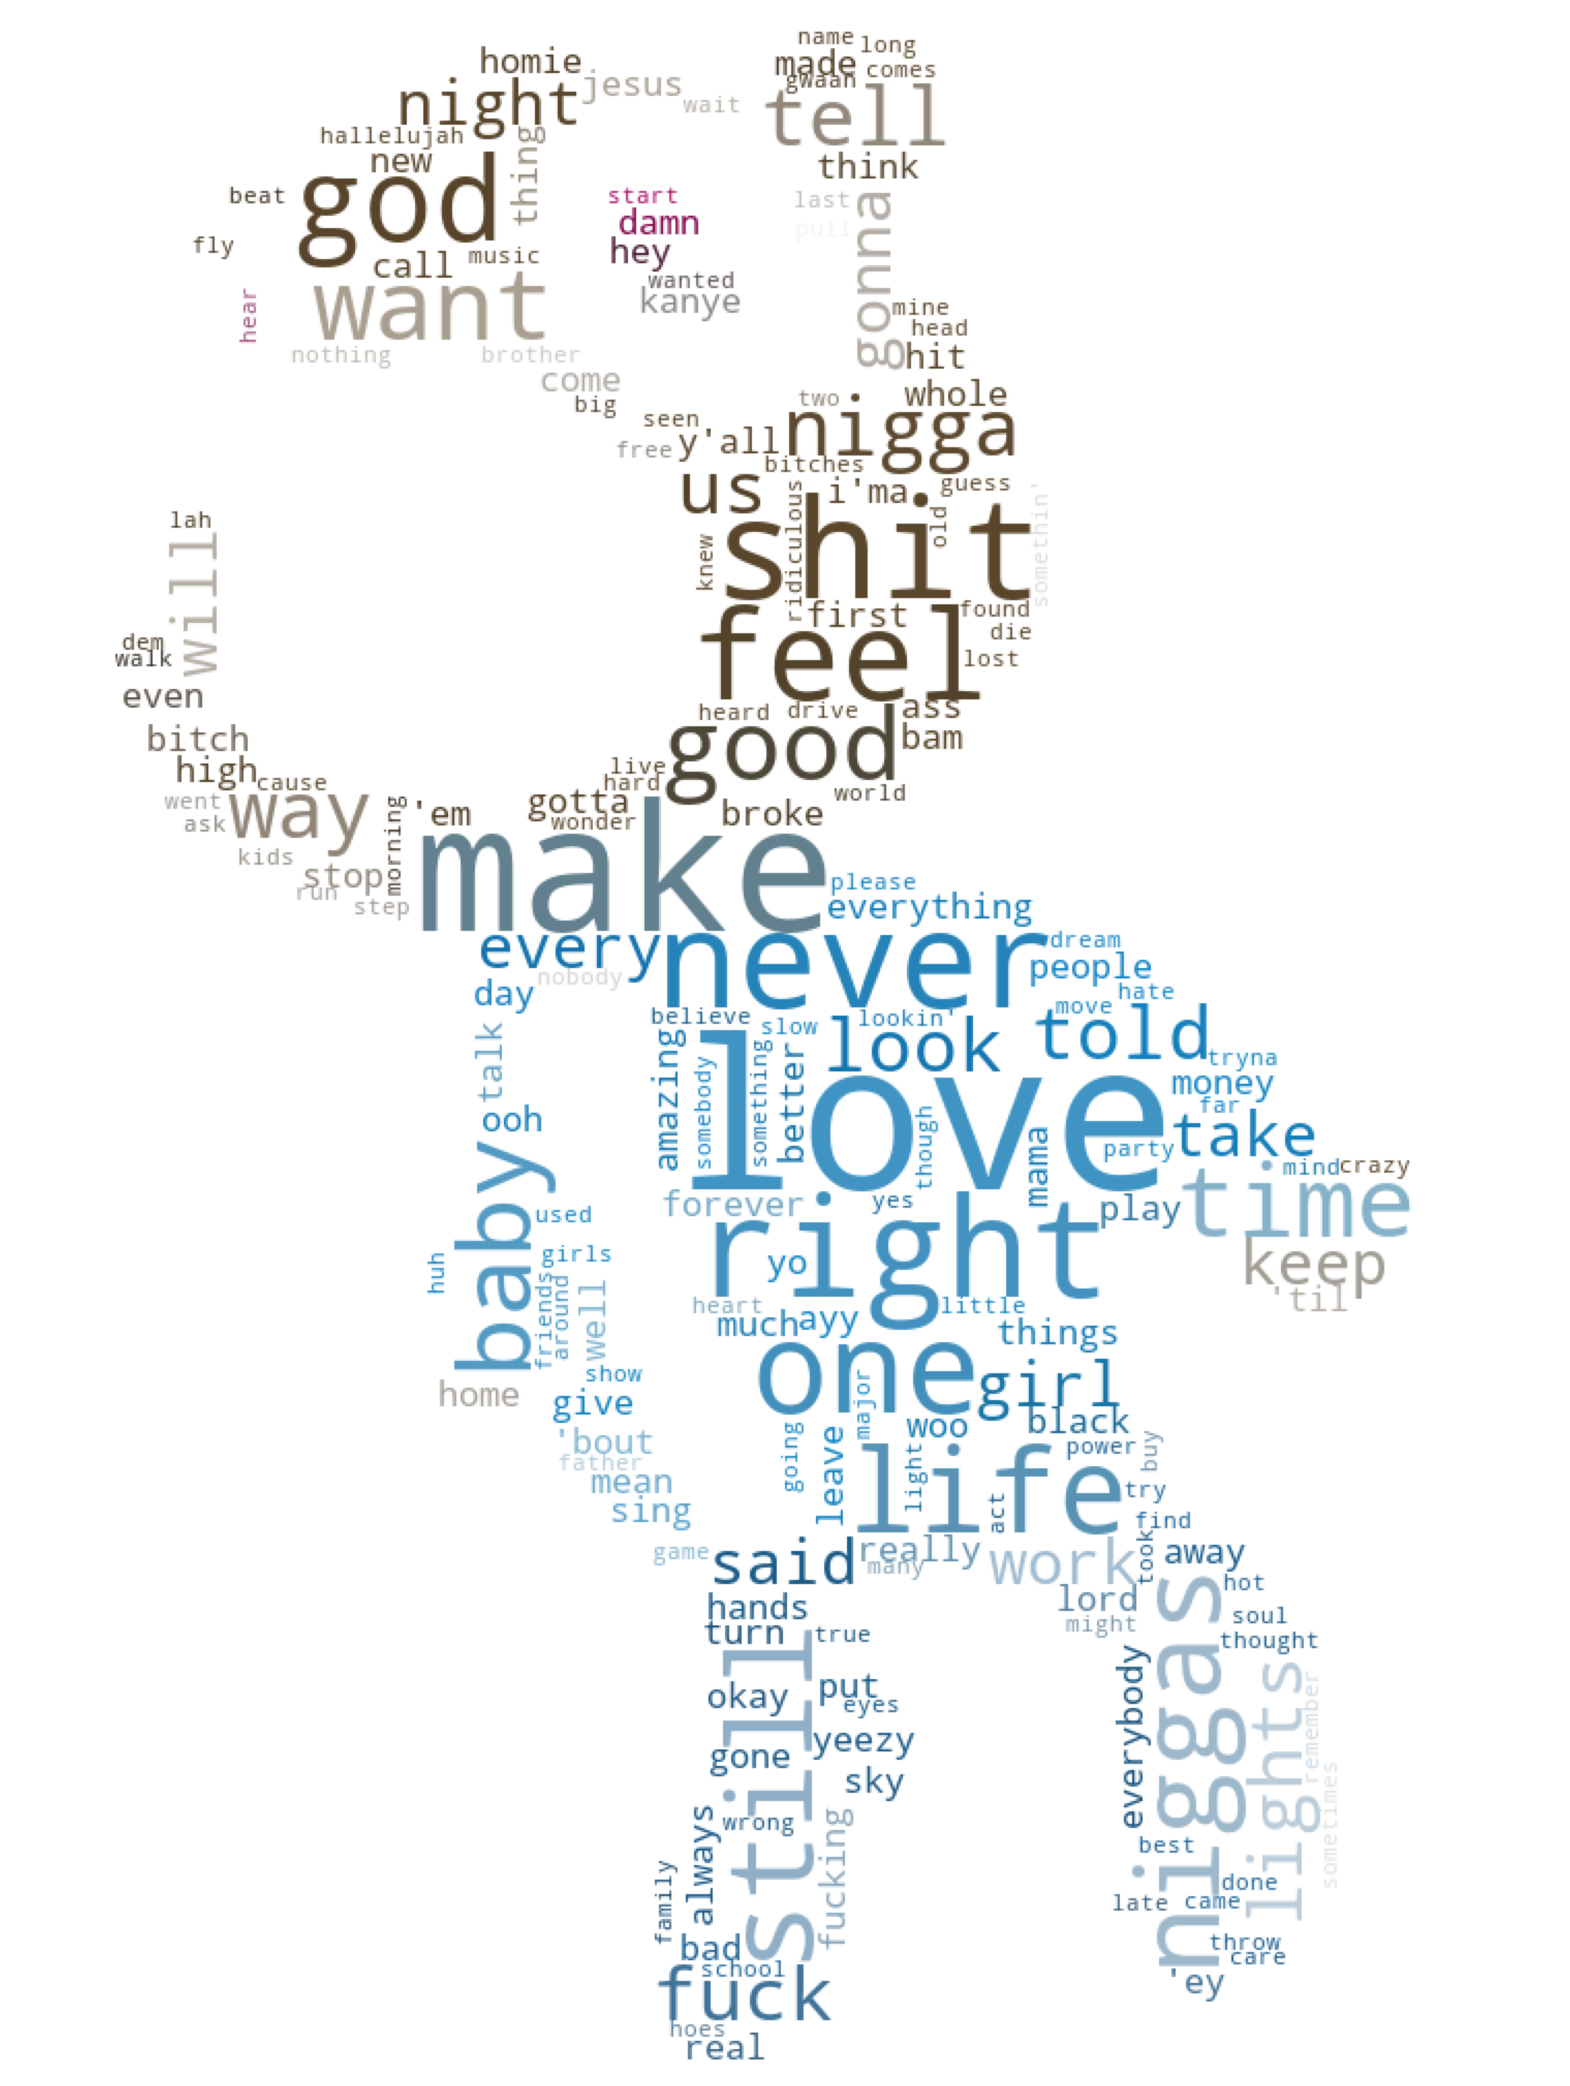 name
long
homie
made
comes
jesus
gwaan
night
wait
tell
hallelujah
new
thing
think
beat
god
start
last
damn
pull
gonna
fly
hey
music
call
wanted
want
kanye
hear
mine
head
nothing
brother
hit
come
whole
two
big
seen
nigga
free
y'all
bitches
us
i'ma
guess
ridiculous
shit
old
somethin'
lah
knew
will
first
found
feel
die
dem
walk
lost
even
heard
drive
ass
bitch
good
bam
high
live
cause
hard
world
went
way
morning
'em
gotta
broke
ask
wonder
make
kids
stop
please
run
step
everything
every
never
dream
nobody
people
day
hate
move
believe
slow
lookin'
look
told
talk
amazing
somebody
something
better
love
tryna
money
far
ooh
though
mama
party
take
baby
mind
crazy
forever
yes
time
used
right
play
huh
girls
yo
keep
friends
around
well
heart
little
'til
much
ayy
things
one
show
major
girl
home
give
going
leave
woo
black
'bout
light
power
buy
father
life
mean
act
try
sing
find
game
said
really
work
took
away
many
niggas
hot
hands
lord
soul
turn
true
might
thought
still
everybody
lights
remember
okay
put
eyes
gone
yeezy
sky
sometimes
always
wrong
fucking
best
family
done
late
came
bad
school
throw
care
fuck
'ey
hoes
real